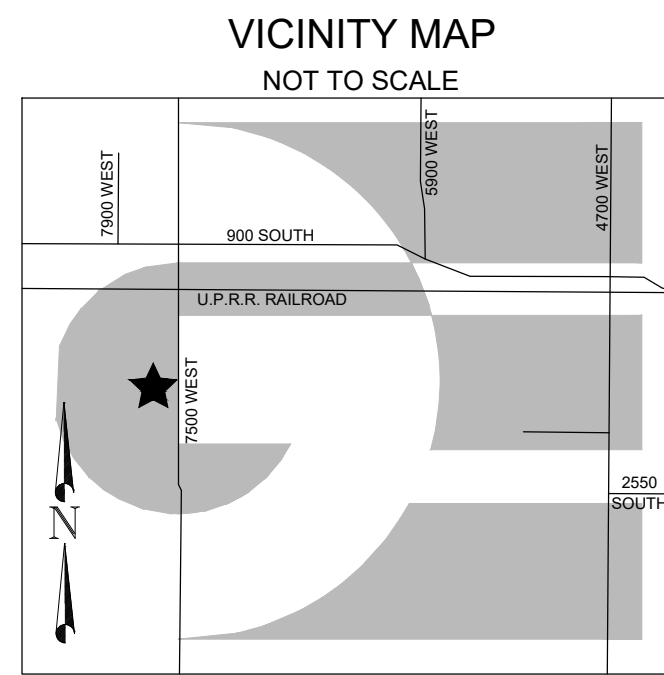 VICINITY MAP
NOT TO SCALE
7900 WEST
5900 WEST
4700 WEST
900 SOUTH
U.P.R.R. RAILROAD
7500 WEST
2550
SOUTH
N